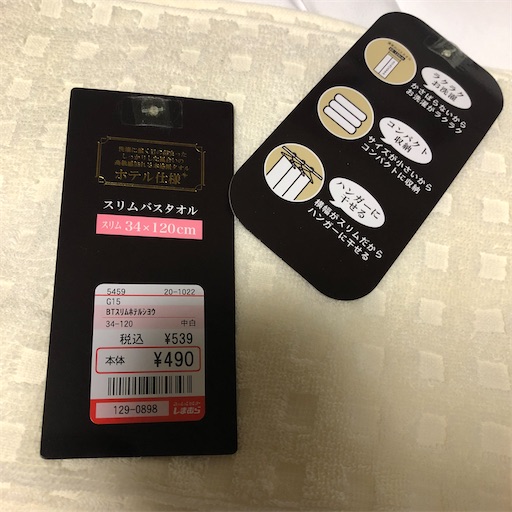 ホテル仕様
スリムバスタオル
スリム 34×120cm
5459 20-1022
G15
BTスリムホテルシヨウ
34-120 中白
税込 ¥539
本体 ¥490
129-0898
ラクラク
お洗濯
かさばらないから
お洗濯がラクラク
コンパクト
収納
サイズが小さいから
コンパクトに収納
ハンガーに
干せる
横幅がスリムだから
ハンガーに干せる